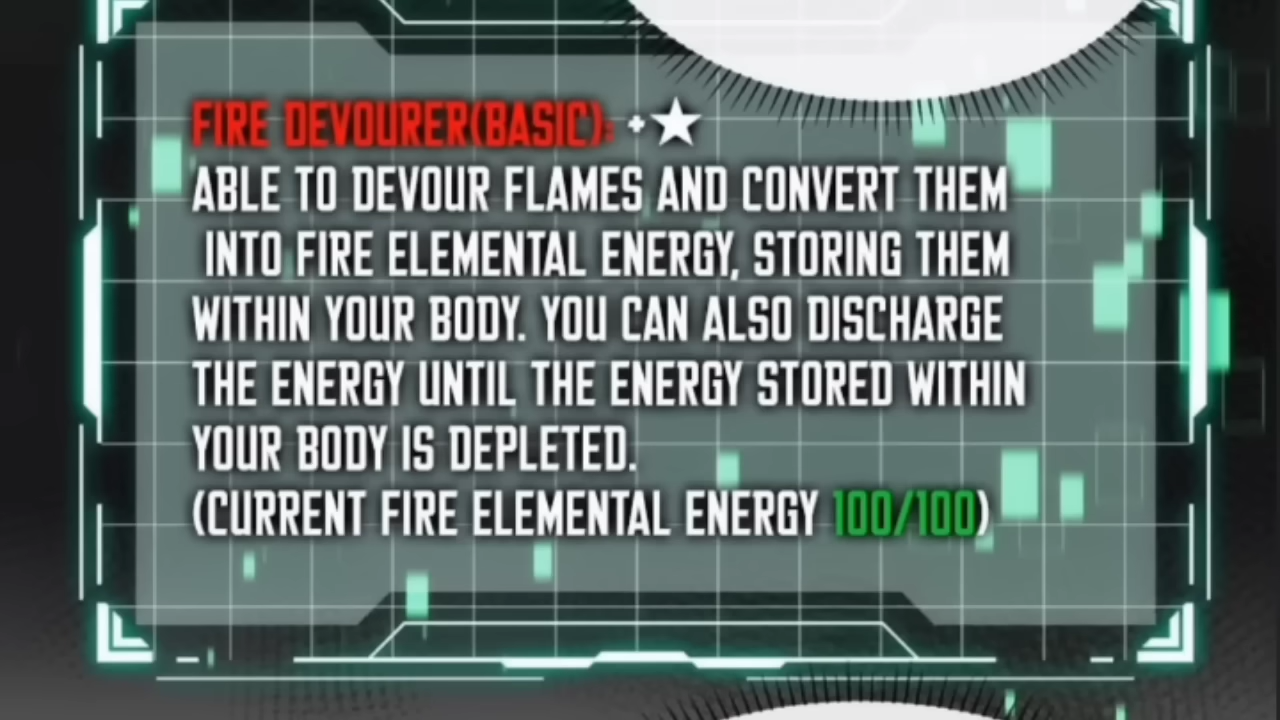 FIRE DEVOURER(BASIC): +★
ABLE TO DEVOUR FLAMES AND CONVERT THEM
INTO FIRE ELEMENTAL ENERGY, STORING THEM
WITHIN YOUR BODY. YOU CAN ALSO DISCHARGE
THE ENERGY UNTIL THE ENERGY STORED WITHIN
YOUR BODY IS DEPLETED.
(CURRENT FIRE ELEMENTAL ENERGY 100/100)